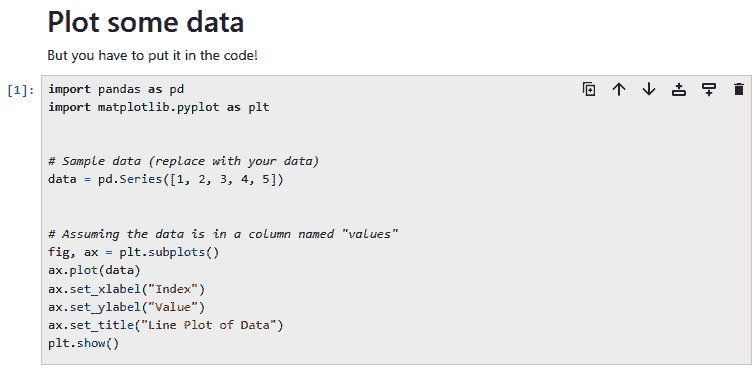 Plot some data
But you have to put it in the code!
[1]:
import pandas as pd
import matplotlib.pyplot as plt
# Sample data (replace with your data)
data = pd.Series([1, 2, 3, 4, 5])
# Assuming the data is in a column named "values"
fig, ax = plt.subplots()
ax.plot(data)
ax.set_xlabel("Index")
ax.set_ylabel("Value")
ax.set_title("Line Plot of Data")
plt.show()